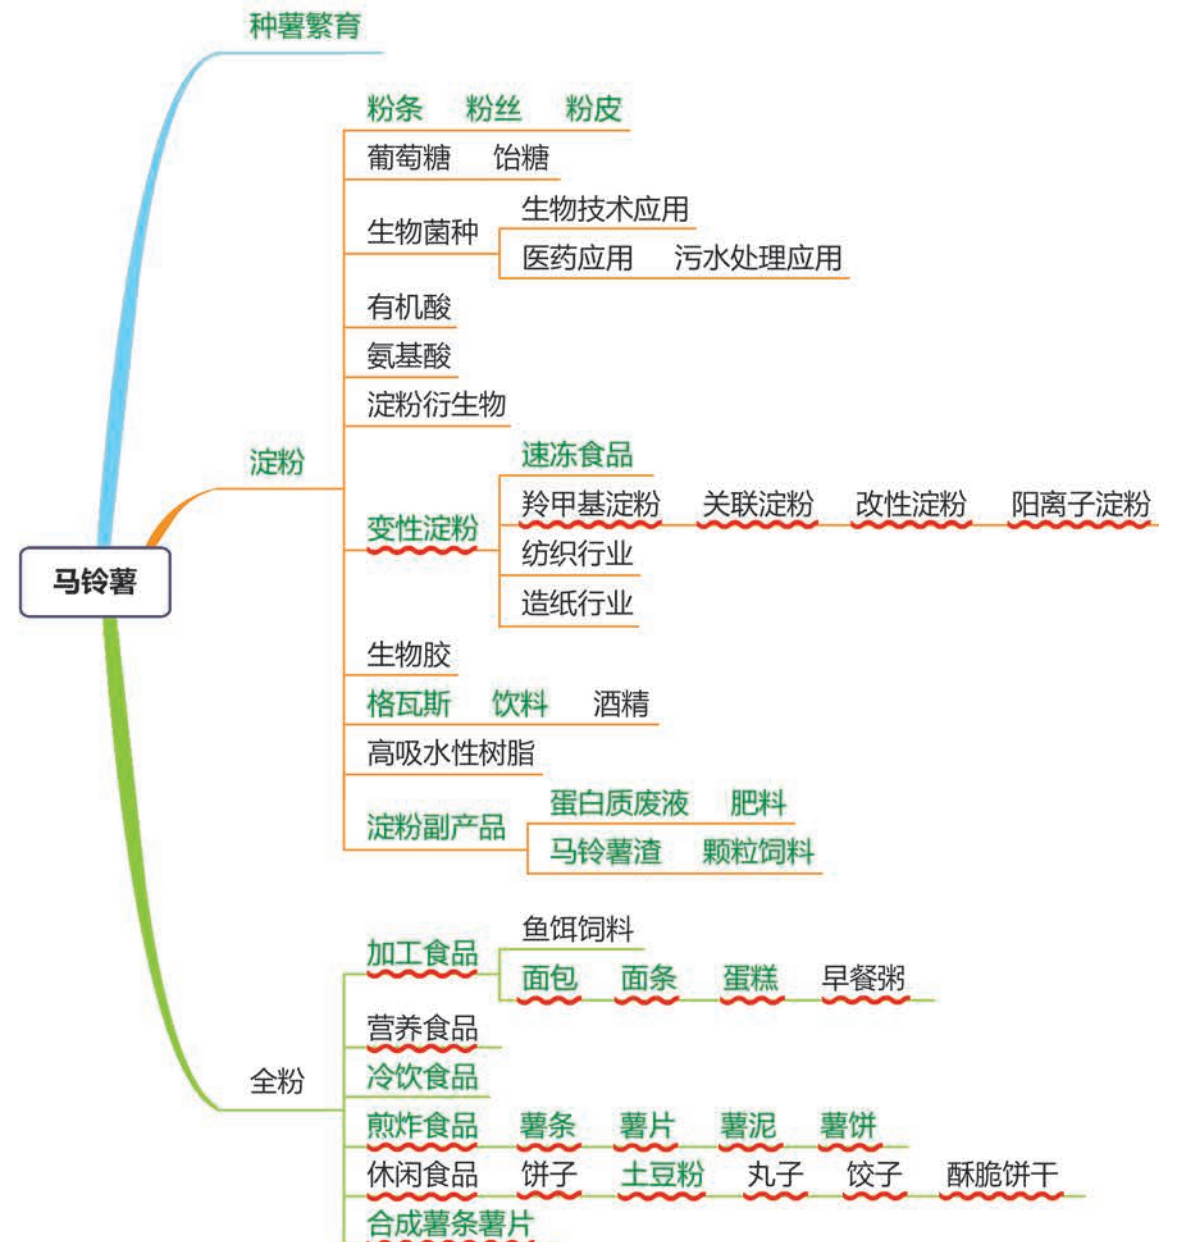 种薯繁育
粉条 粉丝 粉皮
葡萄糖 饴糖
生物技术应用
生物菌种
医药应用 污水处理应用
有机酸
氨基酸
淀粉衍生物
速冻食品
淀粉
羚甲基淀粉 关联淀粉 改性淀粉 阳离子淀粉
变性淀粉
纺织行业
马铃薯
造纸行业
生物胶
格瓦斯 饮料 酒精
高吸水性树脂
蛋白质废液 肥料
淀粉副产品
马铃薯渣 颗粒饲料
鱼饵饲料
加工食品
面包 面条 蛋糕 早餐粥
营养食品
冷饮食品
全粉
煎炸食品 薯条 薯片 薯泥 薯饼
休闲食品 饼子 土豆粉 丸子 饺子 酥脆饼干
合成薯条薯片